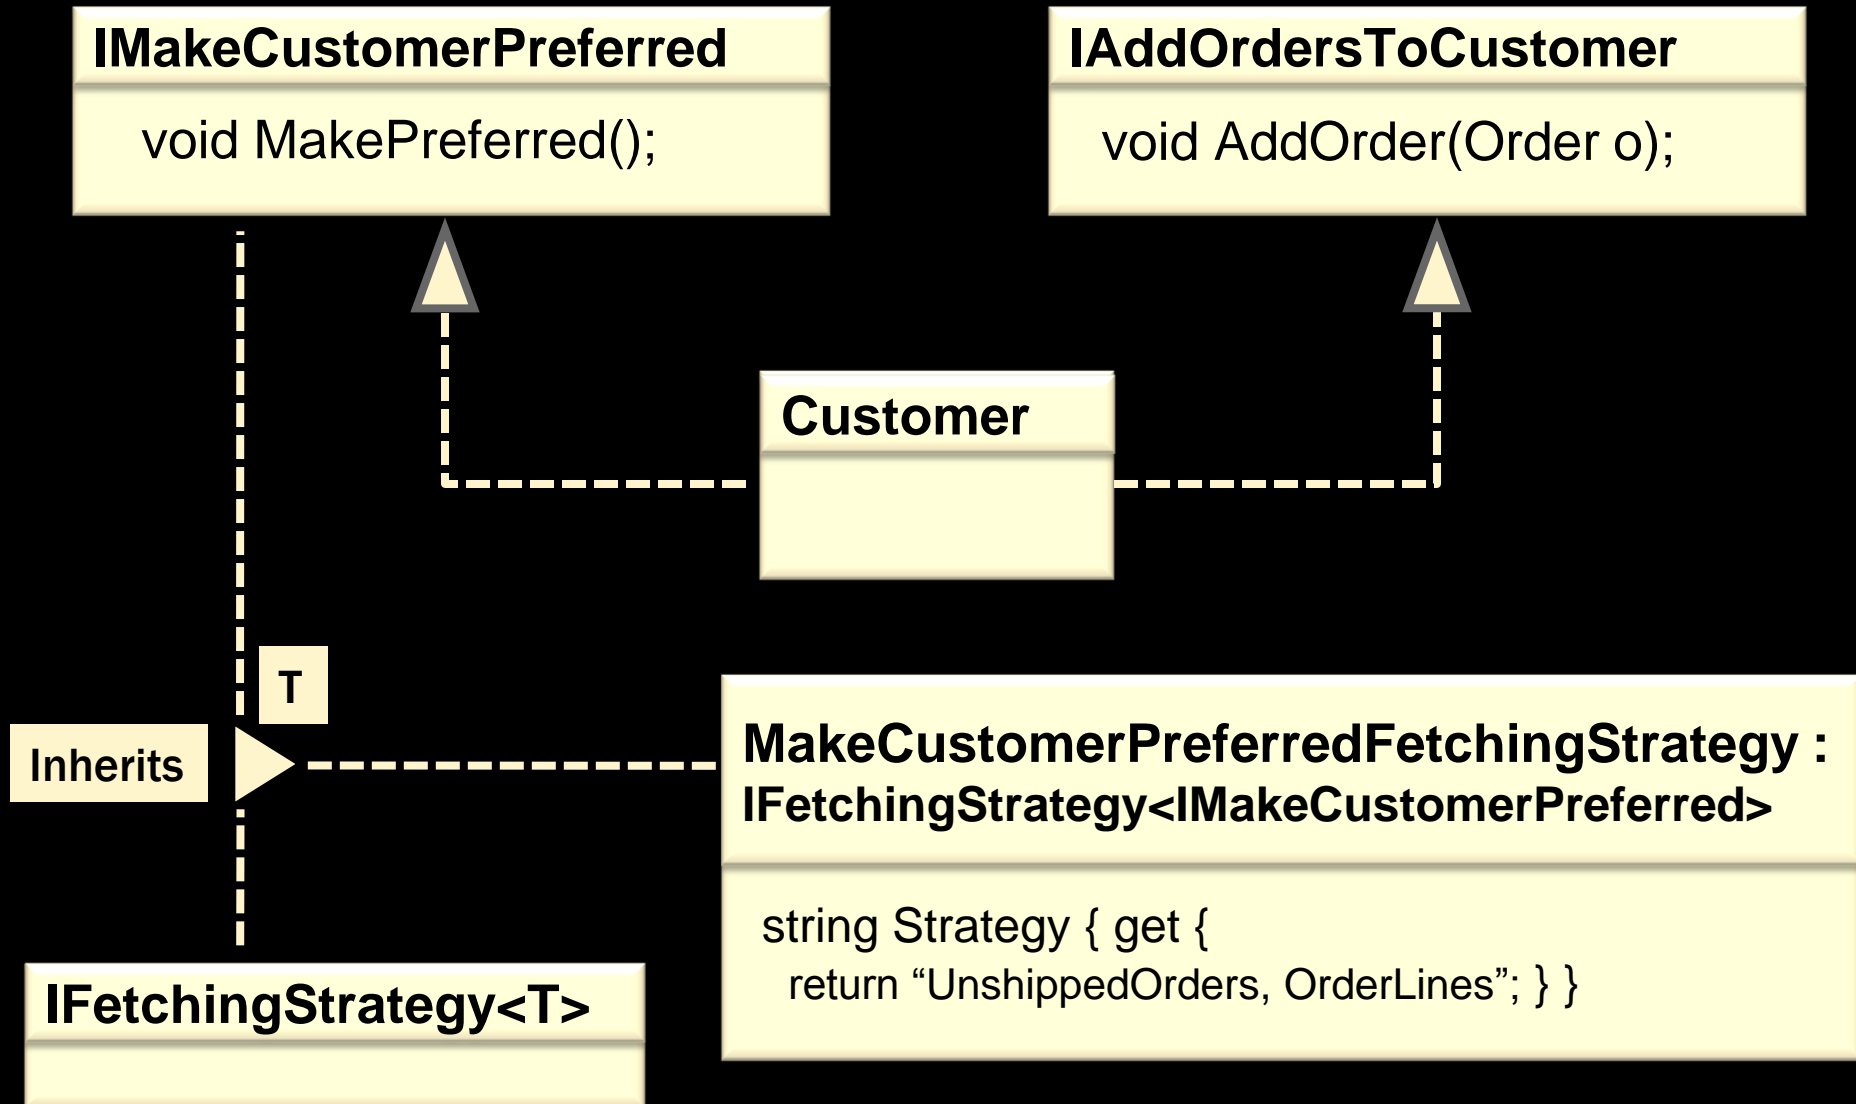 IMakeCustomerPreferred
void MakePreferred();
IAddOrdersToCustomer
void AddOrder(Order o);
Customer
T
Inherits
MakeCustomerPreferredFetchingStrategy :
IFetchingStrategy<IMakeCustomerPreferred>
string Strategy { get {
return “UnshippedOrders, OrderLines”; } }
IFetchingStrategy<T>